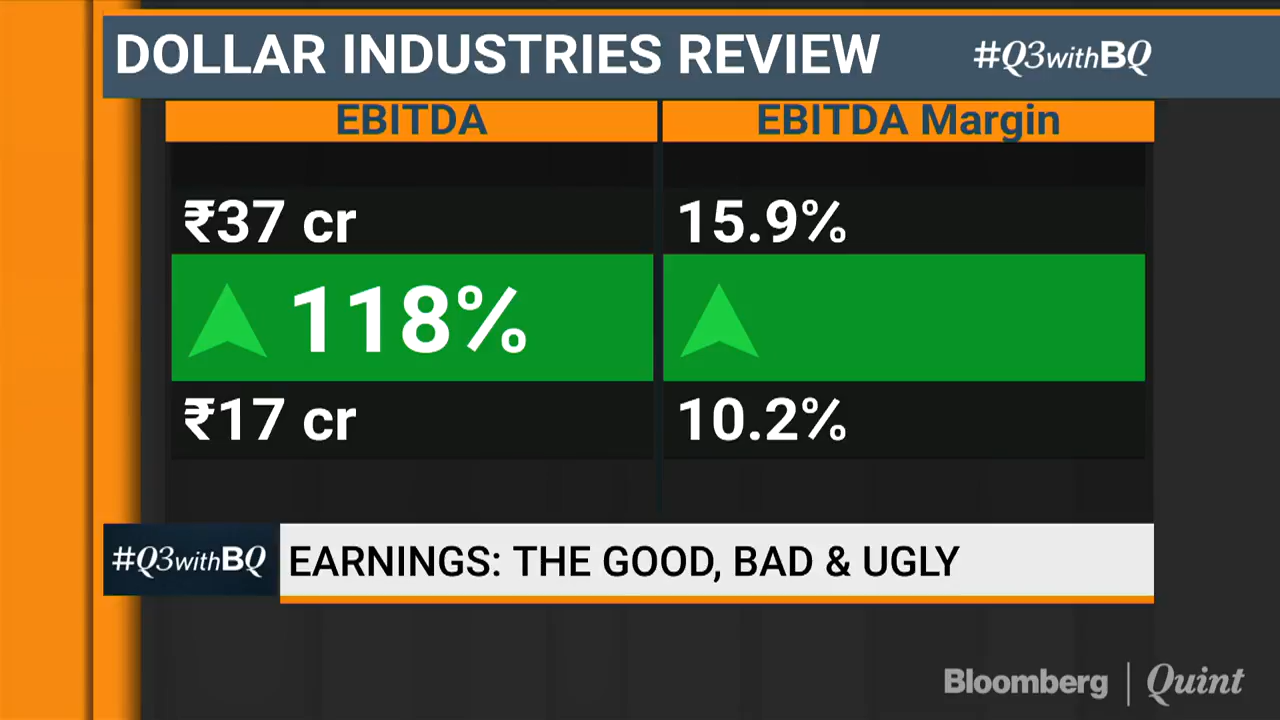 DOLLAR INDUSTRIES REVIEW #Q3withBQ
EBITDA EBITDA Margin
₹37 cr 15.9%
118%
₹17 cr 10.2%
#Q3withBQ EARNINGS: THE GOOD, BAD & UGLY
Bloomberg | Quint